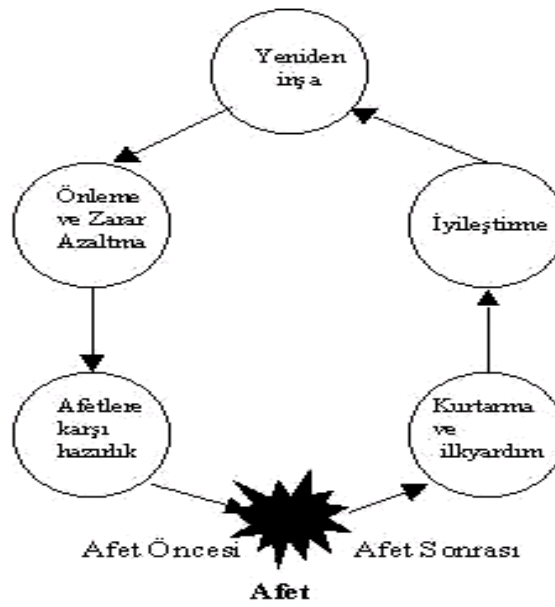 Yeniden
inşa
Önleme
ve Zarar
Azaltma
İyileştirme
Afetlere
karşı
hazırlık
Kurtarma
ve
ilkyardım
Afet Öncesi
Afet Sonrası
Afet